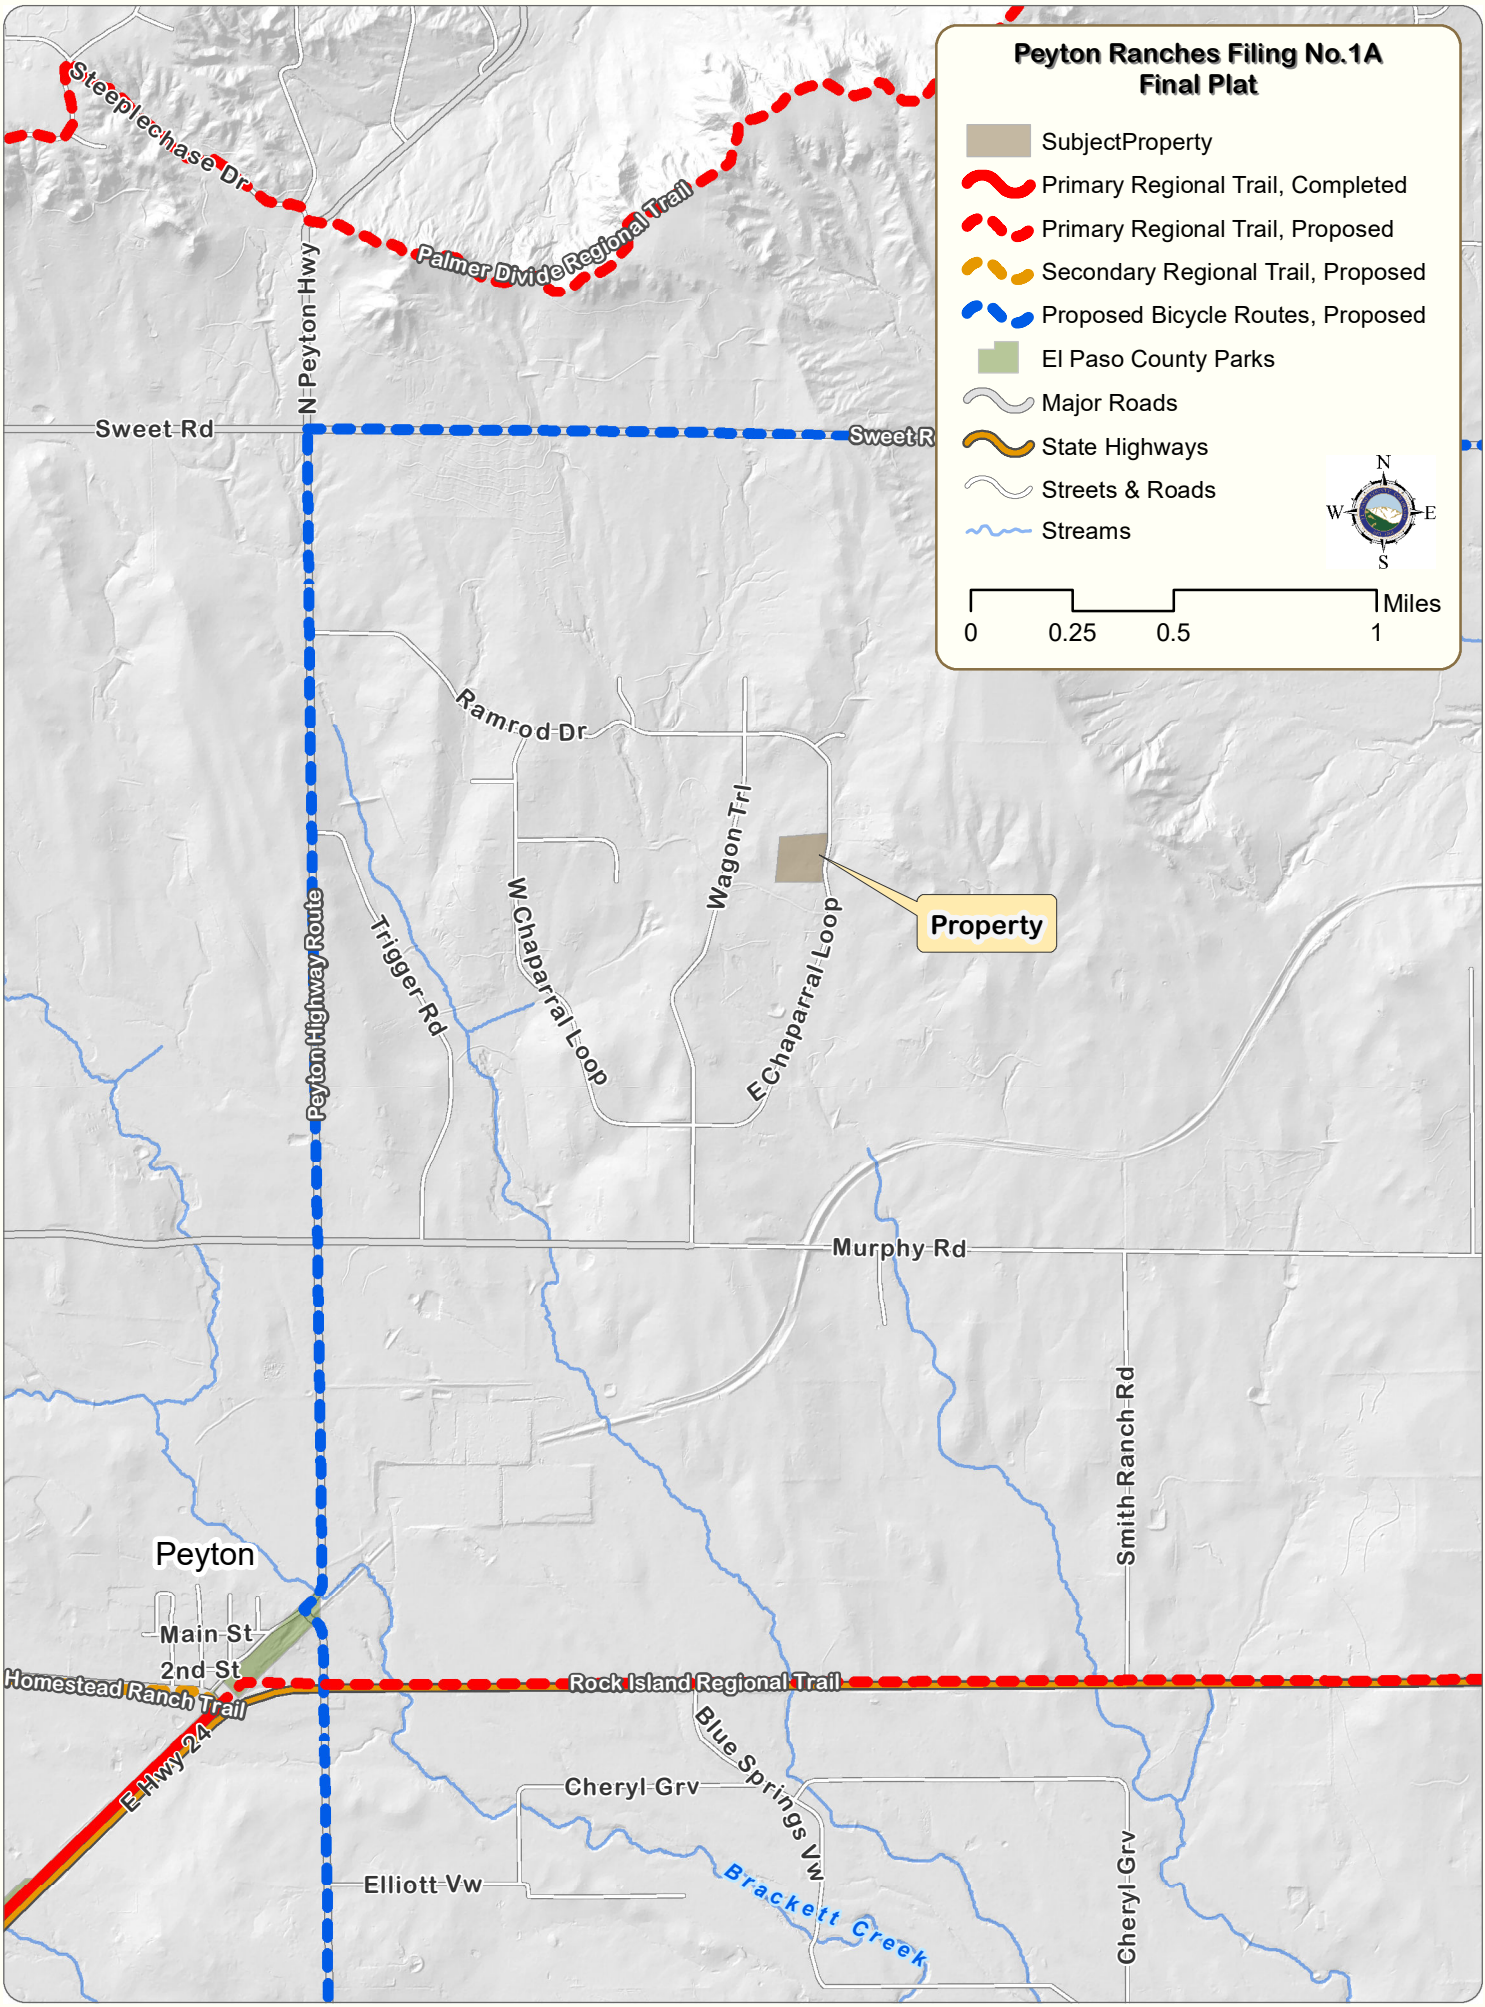 Peyton Ranches Filing No.1A
Final Plat
SubjectProperty
Primary Regional Trail, Completed
Primary Regional Trail, Proposed
Secondary Regional Trail, Proposed
Proposed Bicycle Routes, Proposed
El Paso County Parks
Major Roads
State Highways
Streets & Roads
Streams
N
W
E
S
Miles
0
0.25
0.5
1
Steeplechase Dr
Palmer Divide Regional Trail
N Peyton Hwy
Sweet Rd
Sweet R
Ramrod Dr
Wagon Trl
W Chaparral Loop
Trigger Rd
Peyton Highway Route
E Chaparral Loop
Property
Murphy Rd
Smith Ranch Rd
Peyton
Main St
2nd St
Homestead Ranch Trail
Rock Island Regional Trail
E Hwy 24
Blue Springs Vw
Cheryl Grv
Cheryl Grv
Elliott Vw
Brackett Creek